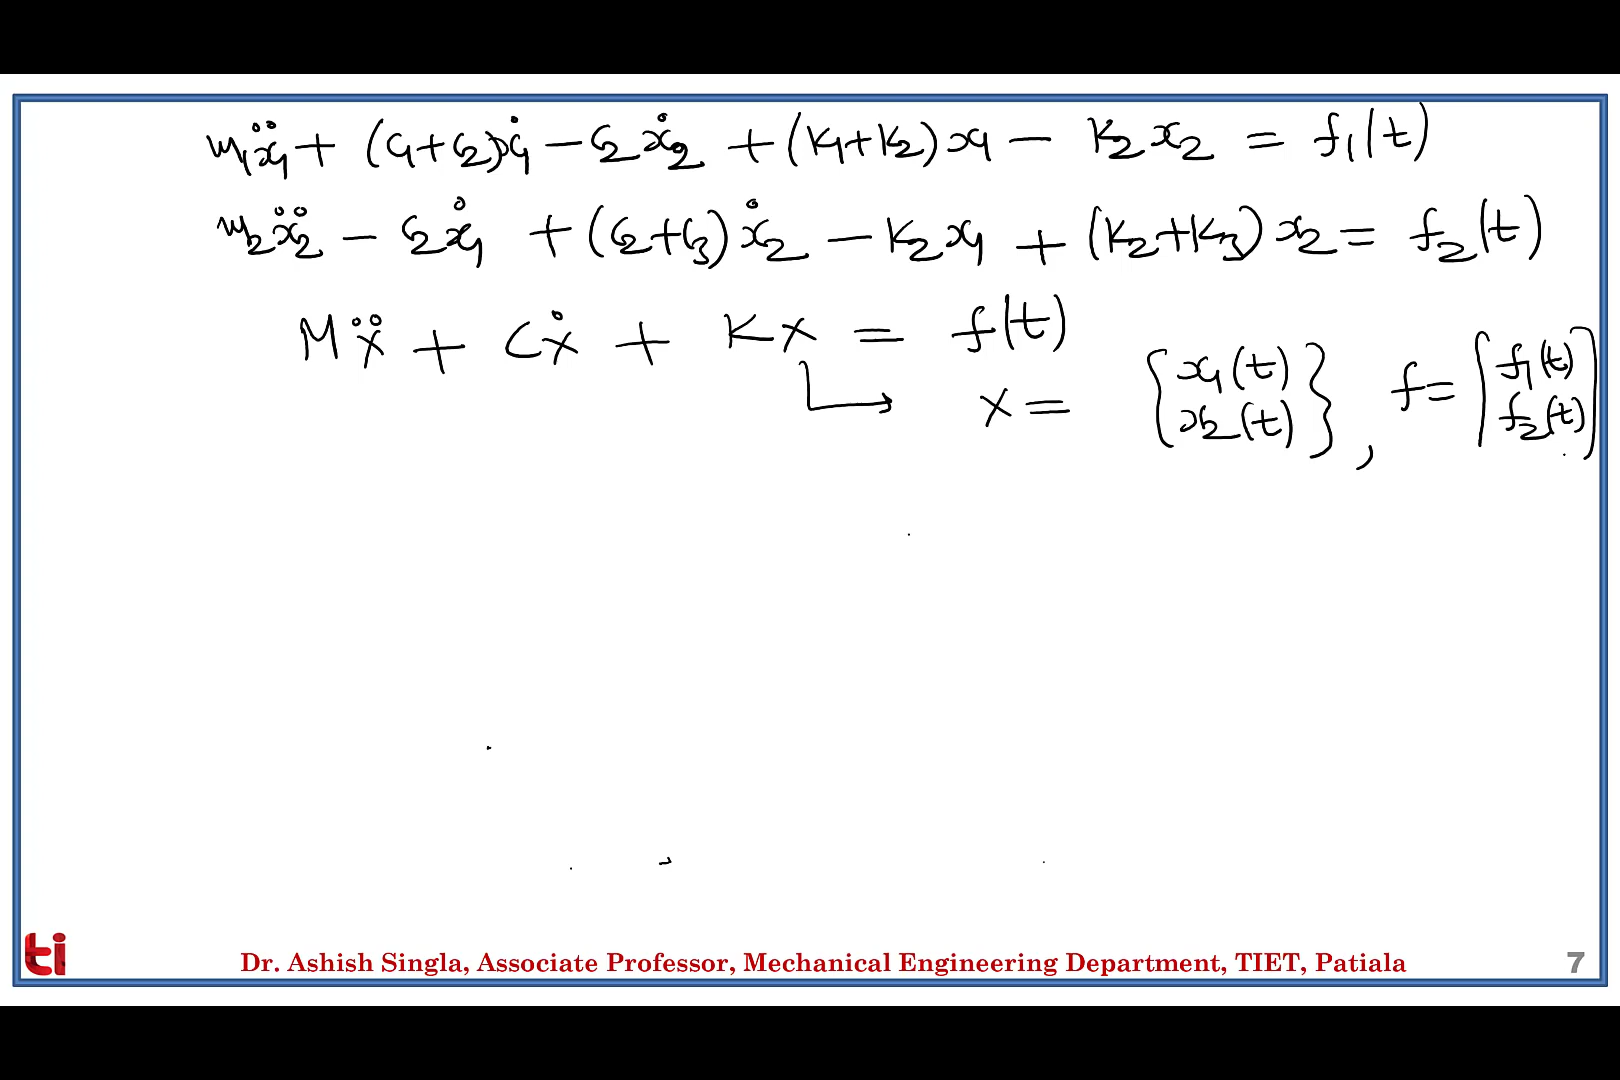 m₁ẍ₁ + (c₁+c₂)ẋ₁ − c₂ẋ₂ + (k₁+k₂)x₁ − k₂x₂ = f₁(t)
m₂ẍ₂ − c₂ẋ₁ + (c₂+c₃)ẋ₂ − k₂x₁ + (k₂+k₃)x₂ = f₂(t)
MẌ + CẊ + KX = f(t)
X = {x₁(t) x₂(t)}, f = {f₁(t) f₂(t)}
ti
Dr. Ashish Singla, Associate Professor, Mechanical Engineering Department, TIET, Patiala
7